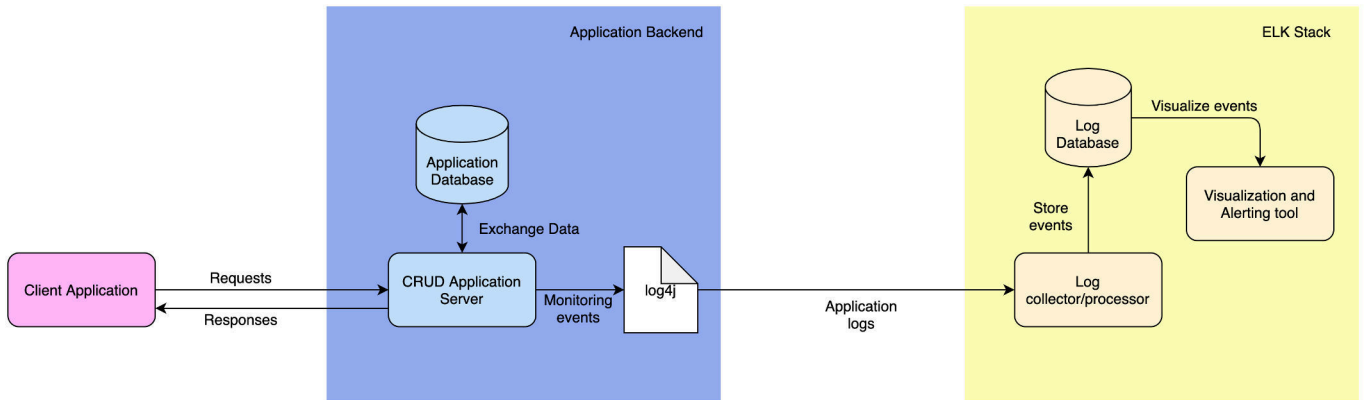 Application Backend
ELK Stack
Log
Database
Visualize events
Application
Database
Visualization and
Alerting tool
Store
events
Exchange Data
Client Application
Requests
Responses
CRUD Application
Server
Monitoring
events
log4j
Application
logs
Log
collector/processor